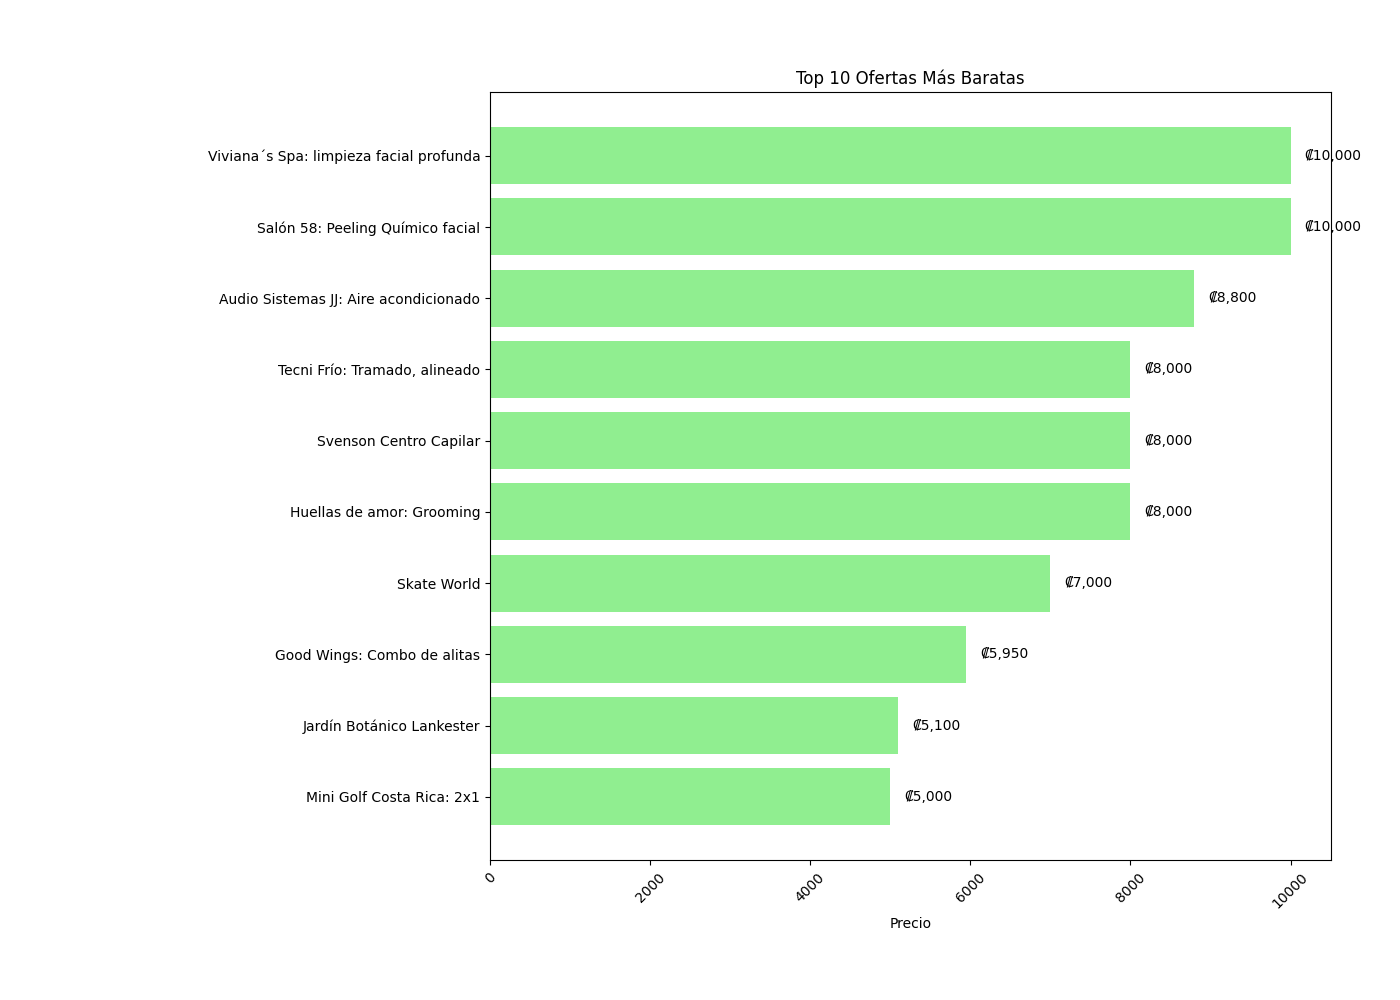 Top 10 Ofertas Más Baratas
Viviana´s Spa: limpieza facial profunda ₡10,000
Salón 58: Peeling Químico facial ₡10,000
Audio Sistemas JJ: Aire acondicionado ₡8,800
Tecni Frío: Tramado, alineado ₡8,000
Svenson Centro Capilar ₡8,000
Huellas de amor: Grooming ₡8,000
Skate World ₡7,000
Good Wings: Combo de alitas ₡5,950
Jardín Botánico Lankester ₡5,100
Mini Golf Costa Rica: 2x1 ₡5,000
0 2000 4000 6000 8000 10000
Precio